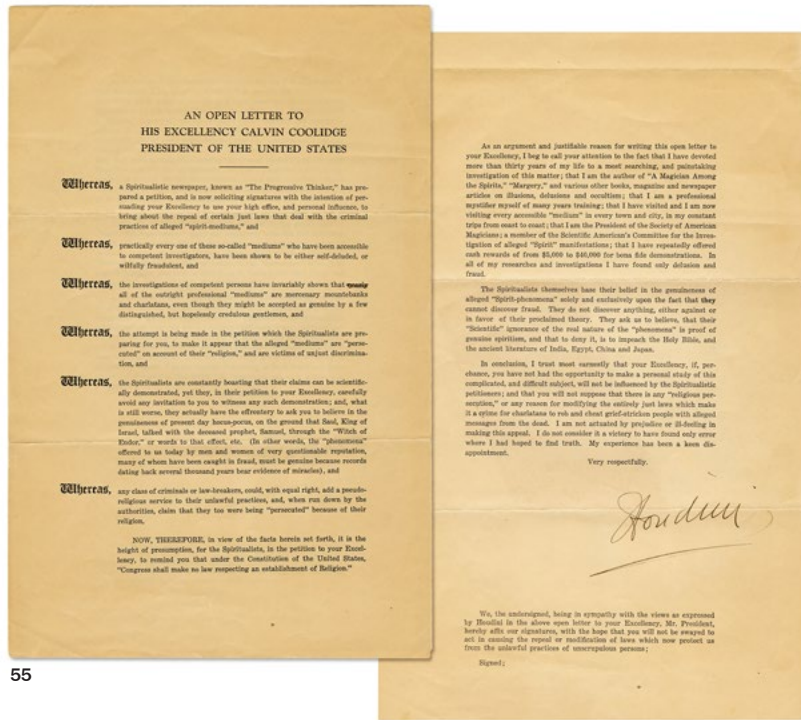 AN OPEN LETTER TO
HIS EXCELLENCY CALVIN COOLIDGE
PRESIDENT OF THE UNITED STATES
Whereas, a Spiritualistic newspaper, known as "The Progressive Thinker," has pre-
pared a petition, and is now soliciting signatures with the intention of per-
suading your Excellency to use your high office, and personal influence, to
bring about the repeal of certain just laws that deal with the criminal
practices of alleged "spirit-mediums," and
Whereas, practically every one of these so-called "mediums" who have been accessible
to competent investigators, have been shown to be either self-deluded, or
wilfully fraudulent, and
Whereas, the investigations of competent persons have invariably shown that
all of the outright professional "mediums" are mercenary mountebanks
and charlatans, even though they might be accepted as genuine by a few
distinguished, but hopelessly credulous gentlemen, and
Whereas, the attempt is being made in the petition which the Spiritualists are pre-
paring for you, to make it appear that the alleged "mediums" are "perse-
cuted" on account of their "religion," and are victims of unjust discrimina-
tion, and
Whereas, the Spiritualists are constantly boasting that their claims can be scientific-
ally demonstrated, yet they, in their petition to your Excellency, carefully
avoid any invitation to you to witness any such demonstration; and, what
is still worse, they actually have the effrontery to ask you to believe in the
genuineness of present day hocus-pocus, on the ground that Saul, King of
Israel, talked with the deceased prophet, Samuel, through the "Witch of
Endor," or words to that effect, etc. (In other words, the "phenomena"
offered to us today by men and women of very questionable reputation,
many of whom have been caught in fraud, must be genuine because records
dating back several thousand years bear evidence of miracles), and
Whereas, any class of criminals or law-breakers, could, with equal right, add a pseudo-
religious service to their unlawful practices, and, when run down by the
authorities, claim that they too were being "persecuted" because of their
religion,
NOW, THEREFORE, in view of the facts herein set forth, it is the
height of presumption, for the Spiritualists, in the petition to your Excel-
lency, to remind you that under the Constitution of the United States,
"Congress shall make no law respecting an establishment of Religion."
As an argument and justifiable reason for writing this open letter to
your Excellency, I beg to call your attention to the fact that I have devoted
more than thirty years of my life to a most searching, and painstaking
investigation of this matter; that I am the author of "A Magician Among
the Spirits," "Margery," and various other books, magazine and newspaper
articles on illusions, delusions and occultism; that I am a professional
mystifier myself of many years training; that I have visited and I am now
visiting every accessible "medium" in every town and city, in my constant
trips from coast to coast; that I am the President of the Society of American
Magicians; a member of the Scientific American's Committee for the Inves-
tigation of alleged "Spirit" manifestations; that I have repeatedly offered
cash rewards of from $5,000 to $10,000 for bona fide demonstrations. In
all of my researches and investigations I have found only delusion and
fraud.
The Spiritualists themselves base their belief in the genuineness of
alleged "Spirit-phenomena" solely and exclusively upon the fact that they
cannot discover fraud. They do not discover anything, either against or
in favor of their proclaimed theory. They ask us to believe, that their
"Scientific" ignorance of the real nature of the "phenomena" is proof of
genuine spiritism, and that to deny it, is to impeach the Holy Bible, and
the ancient literature of India, Egypt, China and Japan.
In conclusion, I trust most earnestly that your Excellency, if, per-
chance, you have not had the opportunity to make a personal study of this
complicated, and difficult subject, will not be influenced by the Spiritualistic
petitioners; and that you will not suppose that there is any "religious per-
secution," or any reason for modifying the entirely just laws which make
it a crime for charlatans to rob and cheat grief-stricken people with alleged
messages from the dead. I am not actuated by prejudice or ill-feeling in
making this appeal. I do not consider it a victory to have found only error
where I had hoped to find truth. My experience has been a keen dis-
appointment.
Very respectfully.
Houdini
We, the undersigned, being in sympathy with the views as expressed
by Houdini in the above open letter to your Excellency, Mr. President,
hereby affix our signatures, with the hope that you will not be swayed to
act in causing the repeal or modification of laws which now protect us
from the unlawful practices of unscrupulous persons;
Signed;
55